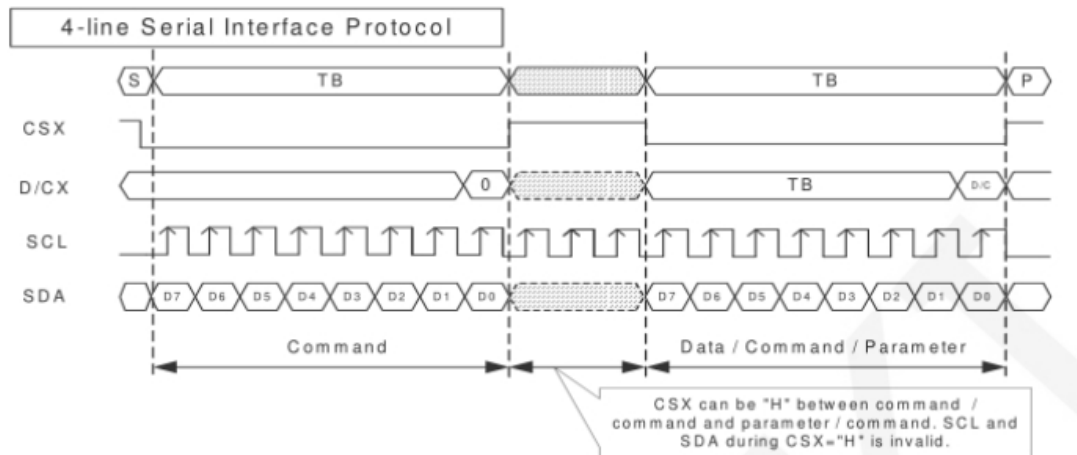 4-line Serial Interface Protocol
S TB TB P
CSX
D/CX 0 TB D/C
SCL
SDA D7 D6 D5 D4 D3 D2 D1 D0 D7 D6 D5 D4 D3 D2 D1 D0
Command Data / Command / Parameter
CSX can be "H" between command /
command and parameter / command. SCL and
SDA during CSX="H" is invalid.